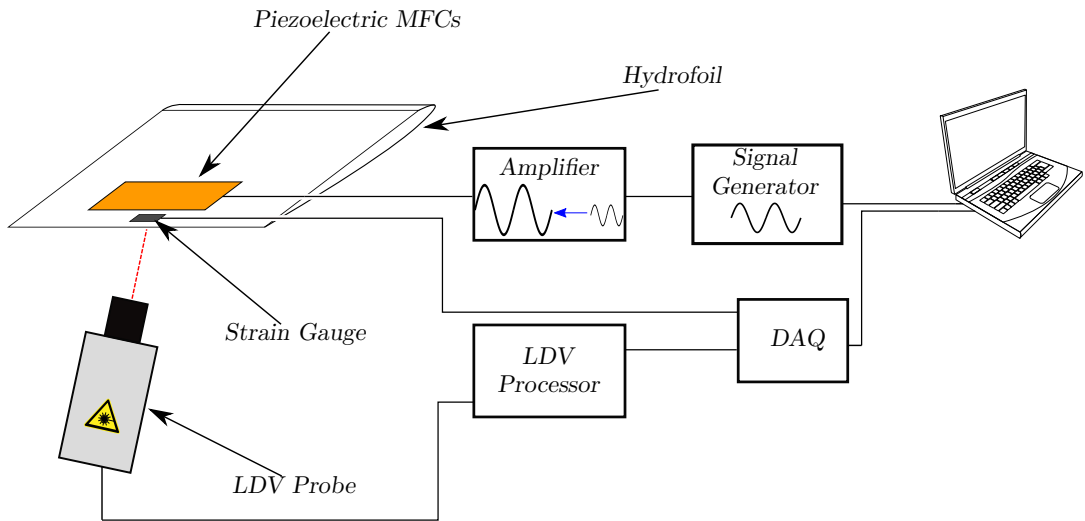 Piezoelectric MFCs
Hydrofoil
Amplifier
Signal
Generator
Strain Gauge
LDV
Processor
DAQ
LDV Probe